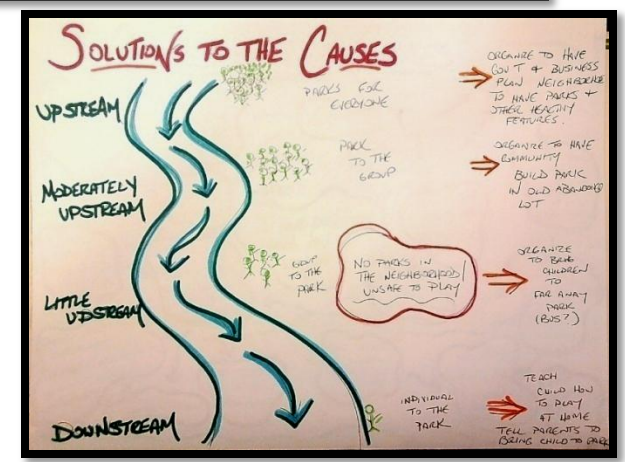 SOLUTIONS TO THE CAUSES
UPSTREAM
PARKS FOR
EVERYONE
ORGANIZE TO HAVE
GOV'T & BUSINESS
PLAN
TO HAVE PARKS +
OTHER HEALTHY
FEATURES.
MODERATELY
UPSTREAM
PARK
TO THE
GROUP
ORGANIZE TO HAVE
COMMUNITY
BUILD PARK
IN OLD ABANDONED
LOT
LITTLE
UPSTREAM
GROUP
TO THE
PARK
NO PARKS IN
THE NEIGHBORHOOD/
UNSAFE TO PLAY
ORGANIZE
TO BRING
CHILDREN
TO
FAR AWAY
PARK
(BUS?)
DOWNSTREAM
INDIVIDUAL
TO THE
PARK
TEACH
CHILD HOW
TO PLAY
AT HOME
TELL PARENTS TO
BRING CHILD TO PARK